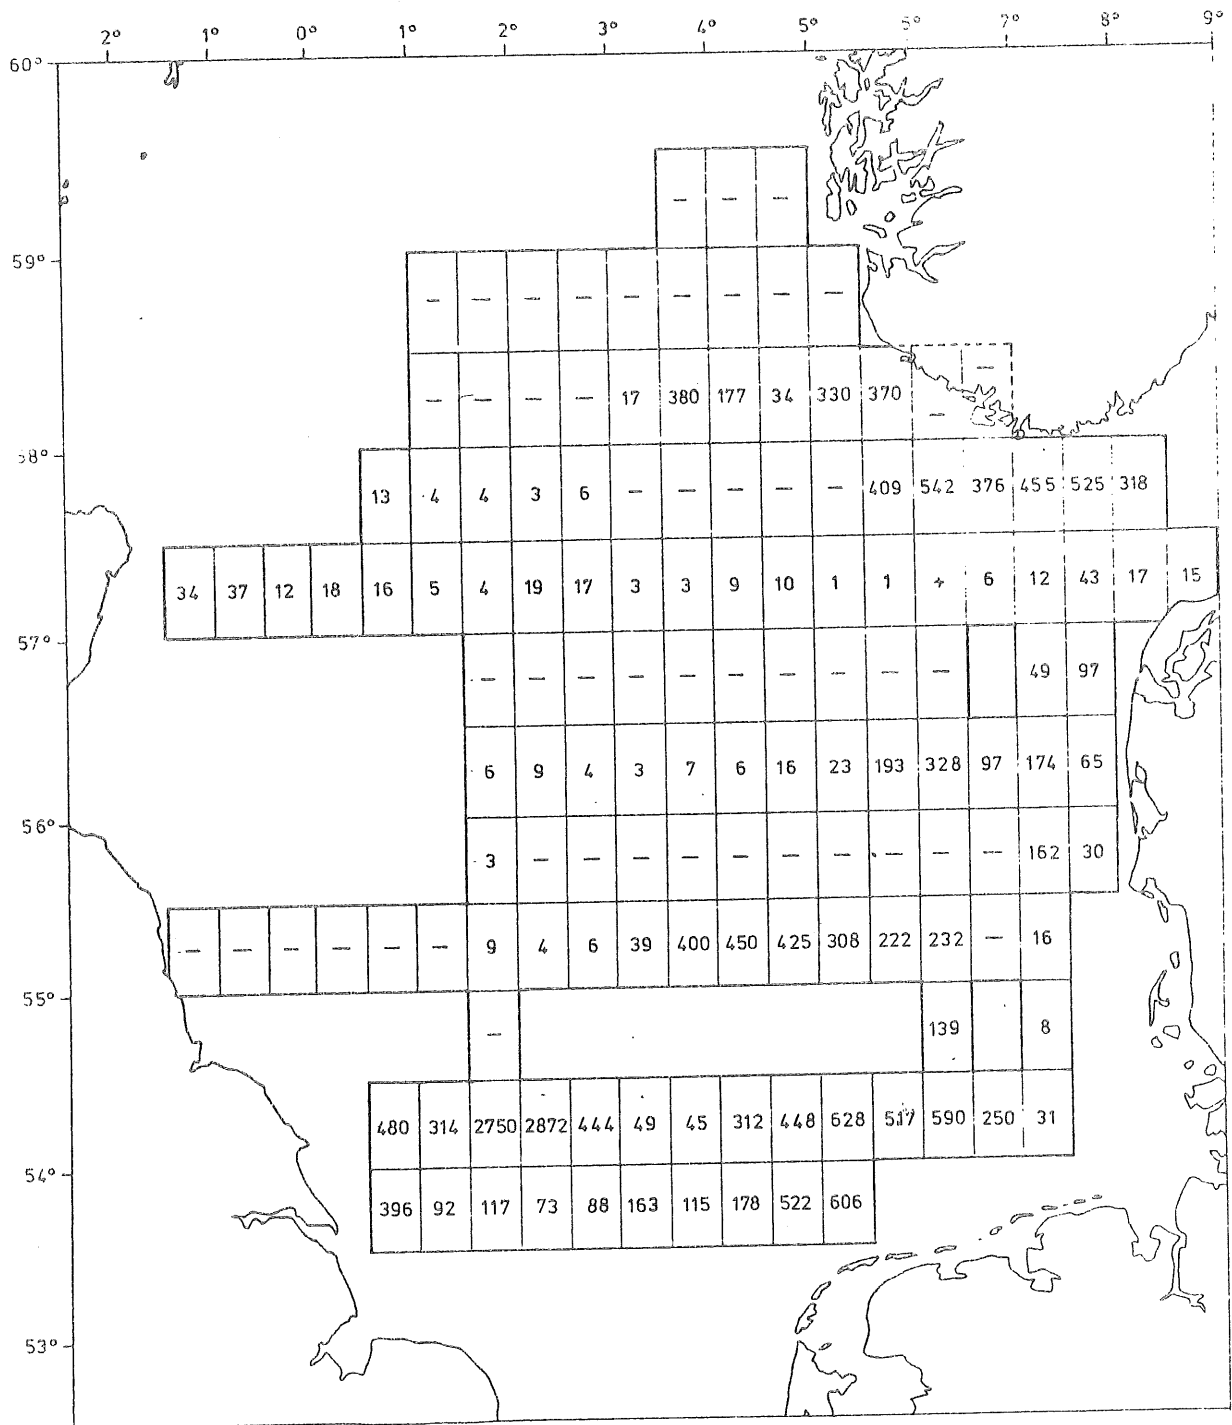 2° 1° 0° 1° 2° 3° 4° 5° 6° 7° 8° 9°
60°
— — —
59°
— — — — — — — — —
—
— — — — 17 380 177 34 330 370 —
58°
13 4 4 3 6 — — — — — 409 542 376 455 525 318
34 37 12 18 16 5 4 19 17 3 3 9 10 1 1 + 6 12 43 17 15
57°
— — — — — — — — — — 49 97
6 9 4 3 7 6 16 23 193 328 97 174 65
56°
3 — — — — — — — — — — 162 30
— — — — — — 9 4 6 39 400 450 425 308 222 232 — 16
55°
— 139 8
480 314 2750 2872 444 49 45 312 448 628 517 590 250 31
54°
396 92 117 73 88 163 115 178 522 606
53°